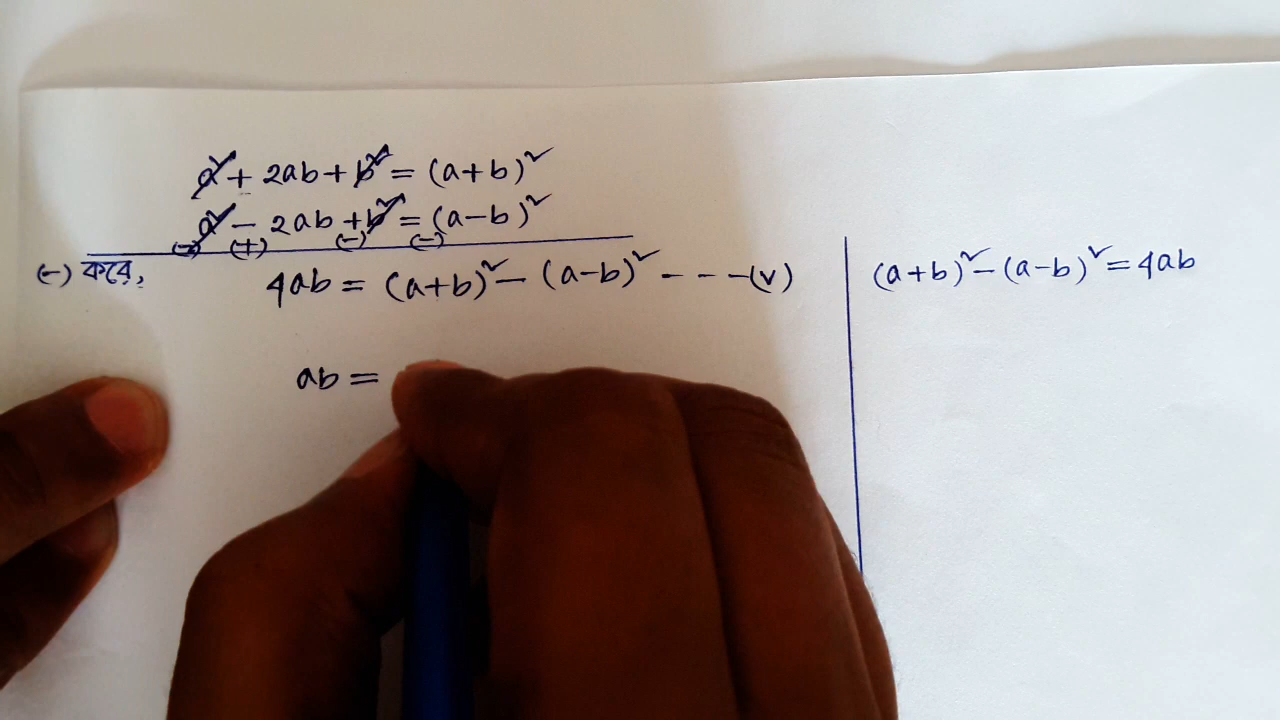 a² + 2ab + b² = (a+b)²
a² - 2ab + b² = (a-b)²
(-) (+) (-) (-)
(-) করে, 4ab = (a+b)² - (a-b)² - - - (v)
ab =
(a+b)² - (a-b)² = 4ab